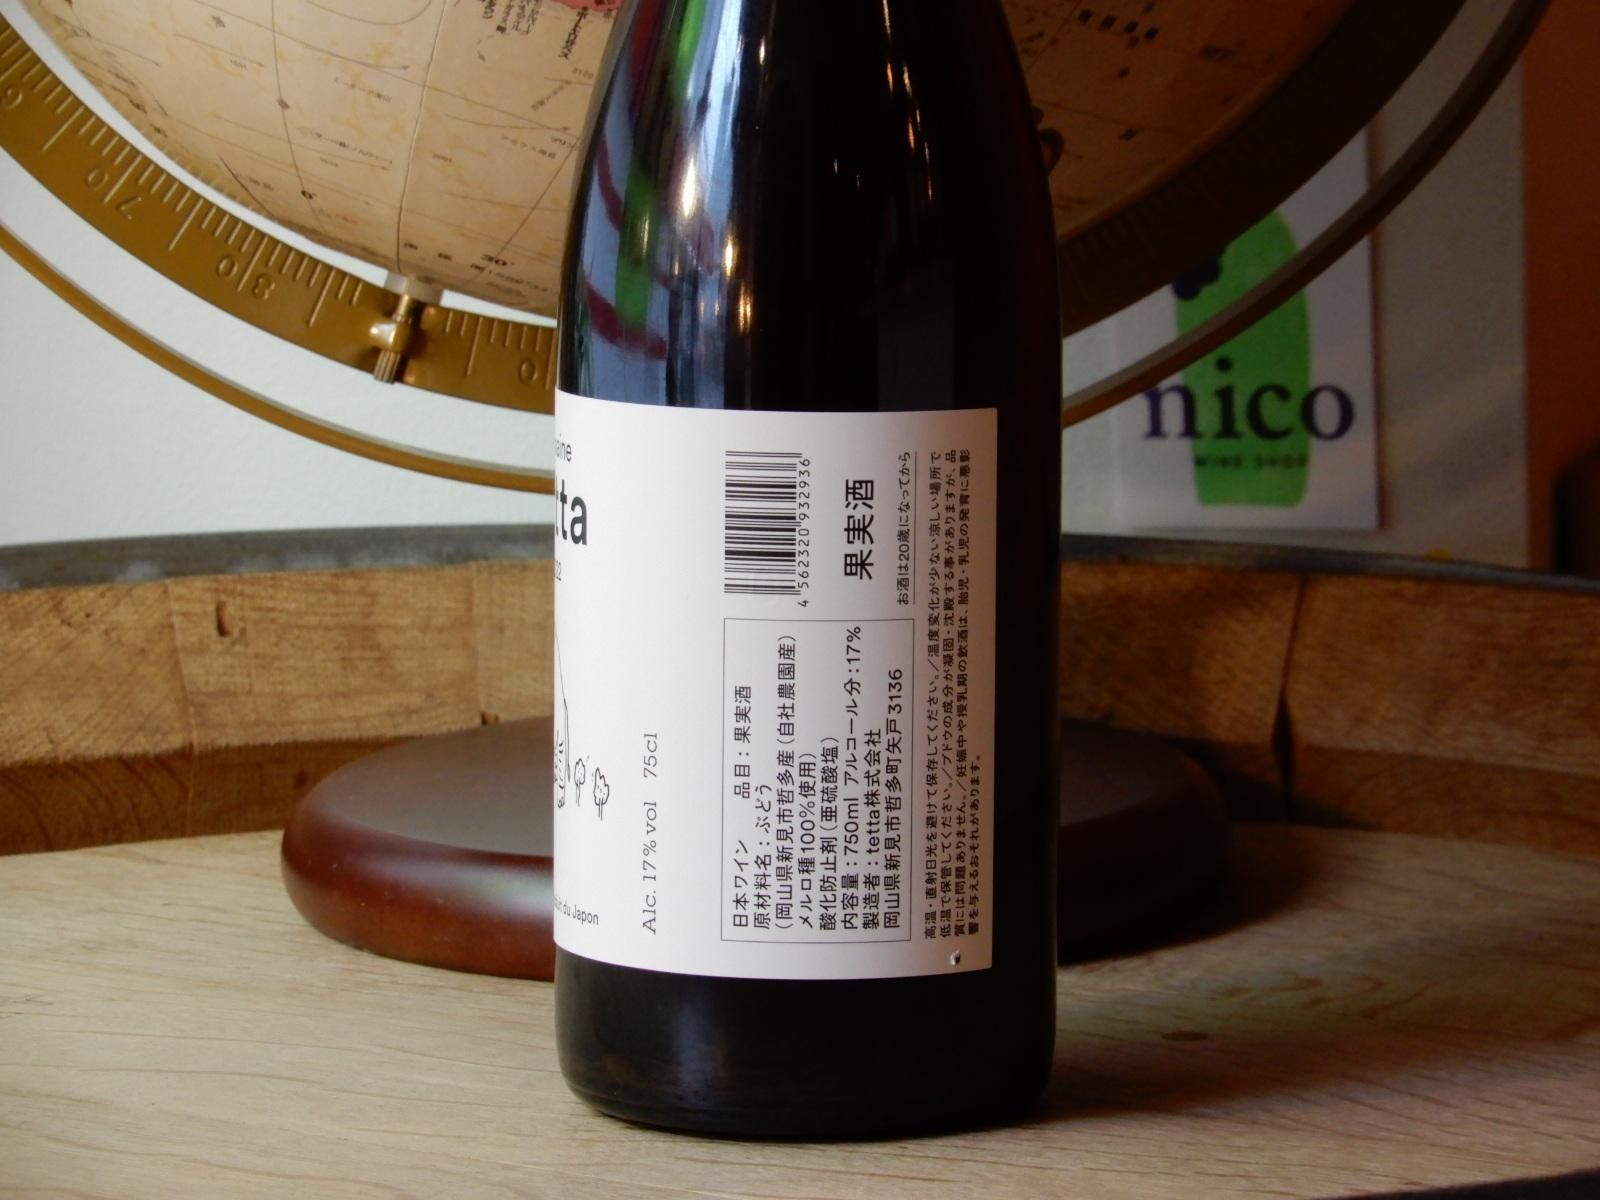 tta
Produit du Japon
Alc. 17% vol 75cl
日本ワイン 品目：果実酒
原材料名：ぶどう
（岡山県新見市哲多産（自社農園産）
メルロ種100%使用）
酸化防止剤（亜硫酸塩）
内容量：750ml アルコール分：17%
製造者：tetta株式会社
岡山県新見市哲多町矢戸3136
4 562320 932936
果実酒
お酒は20歳になってから
高温・直射日光を避けて保存してください。／温度変化が少ない涼しい場所で
低温で保管してください。／ブドウの成分が凝固・沈殿する事がありますが、品
質には問題ありません。／妊娠中や授乳期の飲酒は、胎児・乳児の発育に悪影
響を与えるおそれがあります。
nico
WINE SHOP